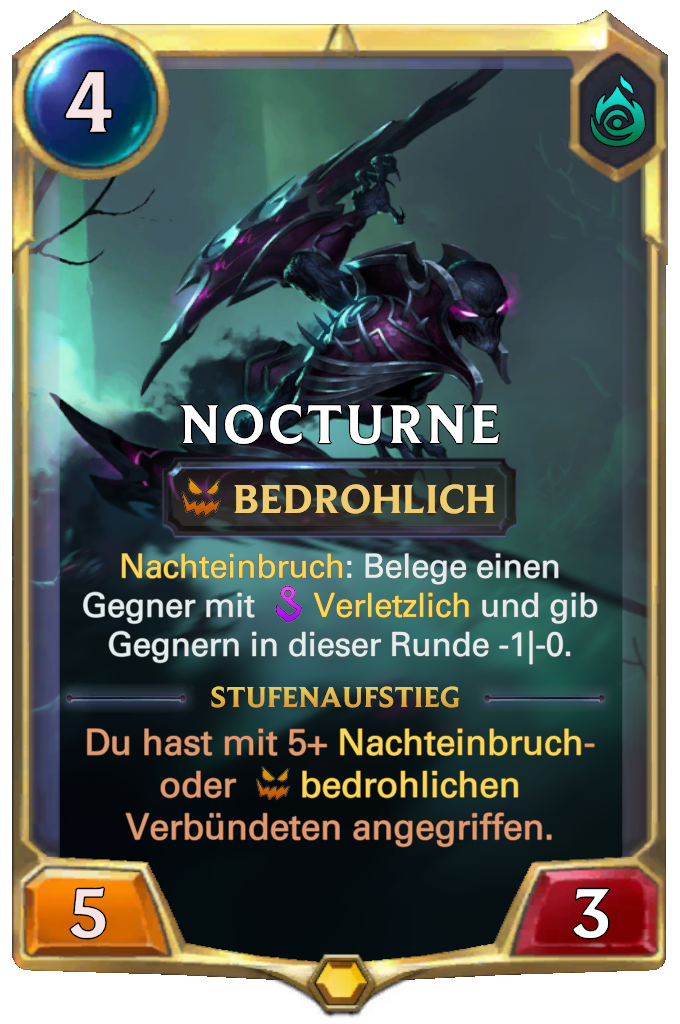 4
NOCTURNE
BEDROHLICH
Nachteinbruch: Belege einen
Gegner mit Verletzlich und gib
Gegnern in dieser Runde -1|-0.
STUFENAUFSTIEG
Du hast mit 5+ Nachteinbruch-
oder bedrohlichen
Verbündeten angegriffen.
5
3